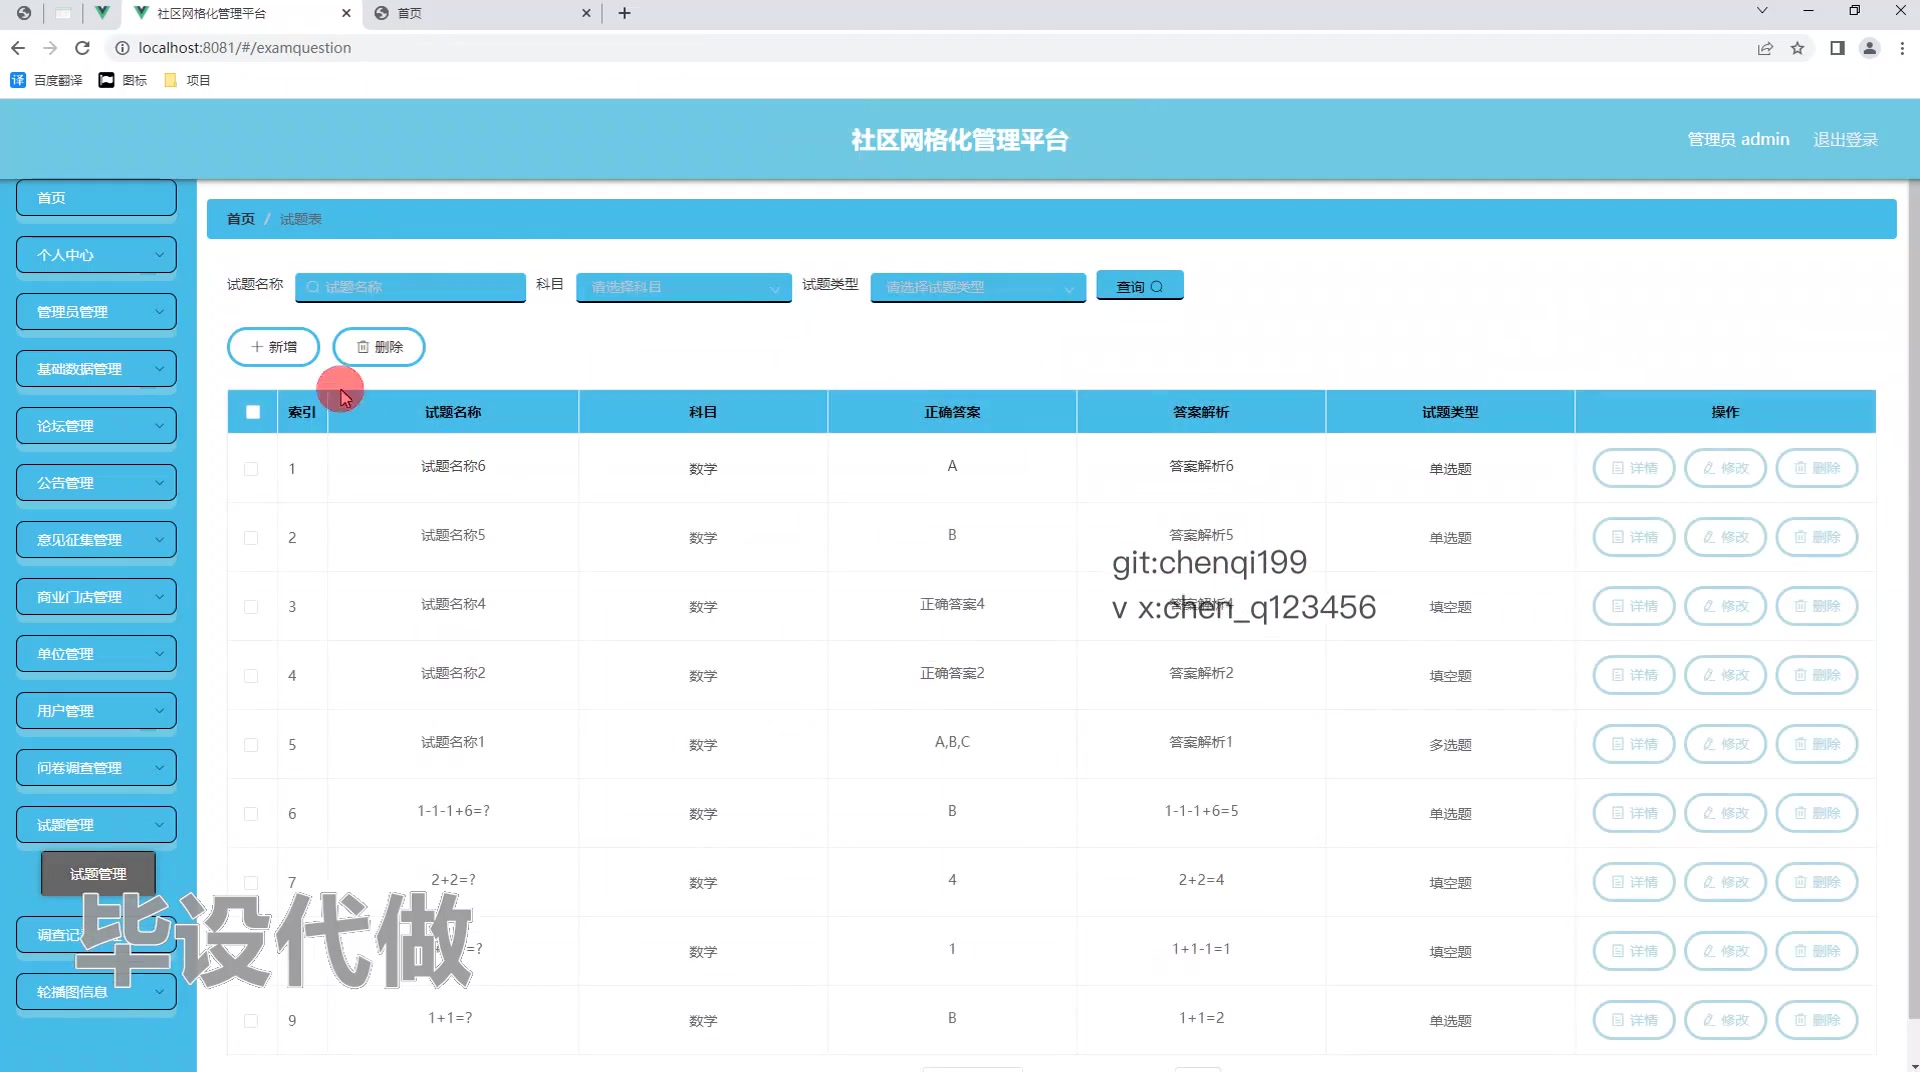 社区网格化管理平台
首页
localhost:8081/#/examquestion
译 百度翻译
图标
项目
社区网格化管理平台
管理员 admin
退出登录
首页
个人中心
管理员管理
基础数据管理
论坛管理
公告管理
意见征集管理
商业门店管理
单位管理
用户管理
问卷调查管理
试题管理
试题管理
调查记
轮播图信息
首页 / 试题表
试题名称 试题名称 科目 请选择科目 试题类型 请选择试题类型 查询
新增 删除
索引 试题名称 科目 正确答案 答案解析 试题类型 操作
1 试题名称6 数学 A 答案解析6 单选题 详情 修改 删除
2 试题名称5 数学 B 答案解析5 单选题 详情 修改 删除
3 试题名称4 数学 正确答案4 答案解析4 填空题 详情 修改 删除
4 试题名称2 数学 正确答案2 答案解析2 填空题 详情 修改 删除
5 试题名称1 数学 A,B,C 答案解析1 多选题 详情 修改 删除
6 1-1-1+6=? 数学 B 1-1-1+6=5 单选题 详情 修改 删除
7 2+2=? 数学 4 2+2=4 填空题 详情 修改 删除
=? 数学 1 1+1-1=1 填空题 详情 修改 删除
9 1+1=? 数学 B 1+1=2 单选题 详情 修改 删除
git:chenqi199
v x:chen_q123456
毕设代做